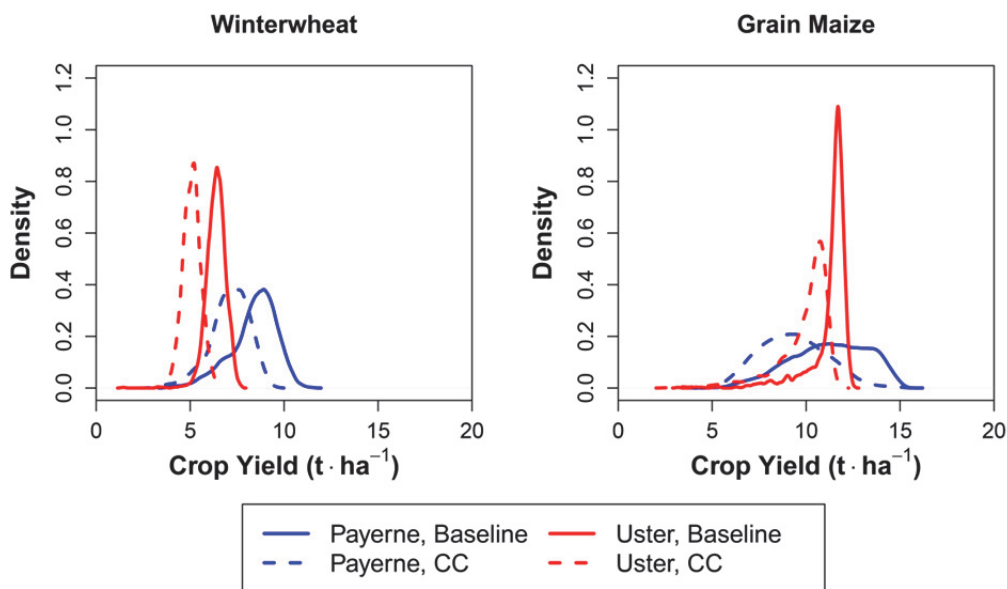 Winterwheat
Grain Maize
1.2
1.0
0.8
0.6
0.4
0.2
0.0
Density
0 5 10 15 20
Crop Yield (t · ha⁻¹)
1.2
1.0
0.8
0.6
0.4
0.2
0.0
Density
0 5 10 15 20
Crop Yield (t · ha⁻¹)
Payerne, Baseline
Uster, Baseline
Payerne, CC
Uster, CC